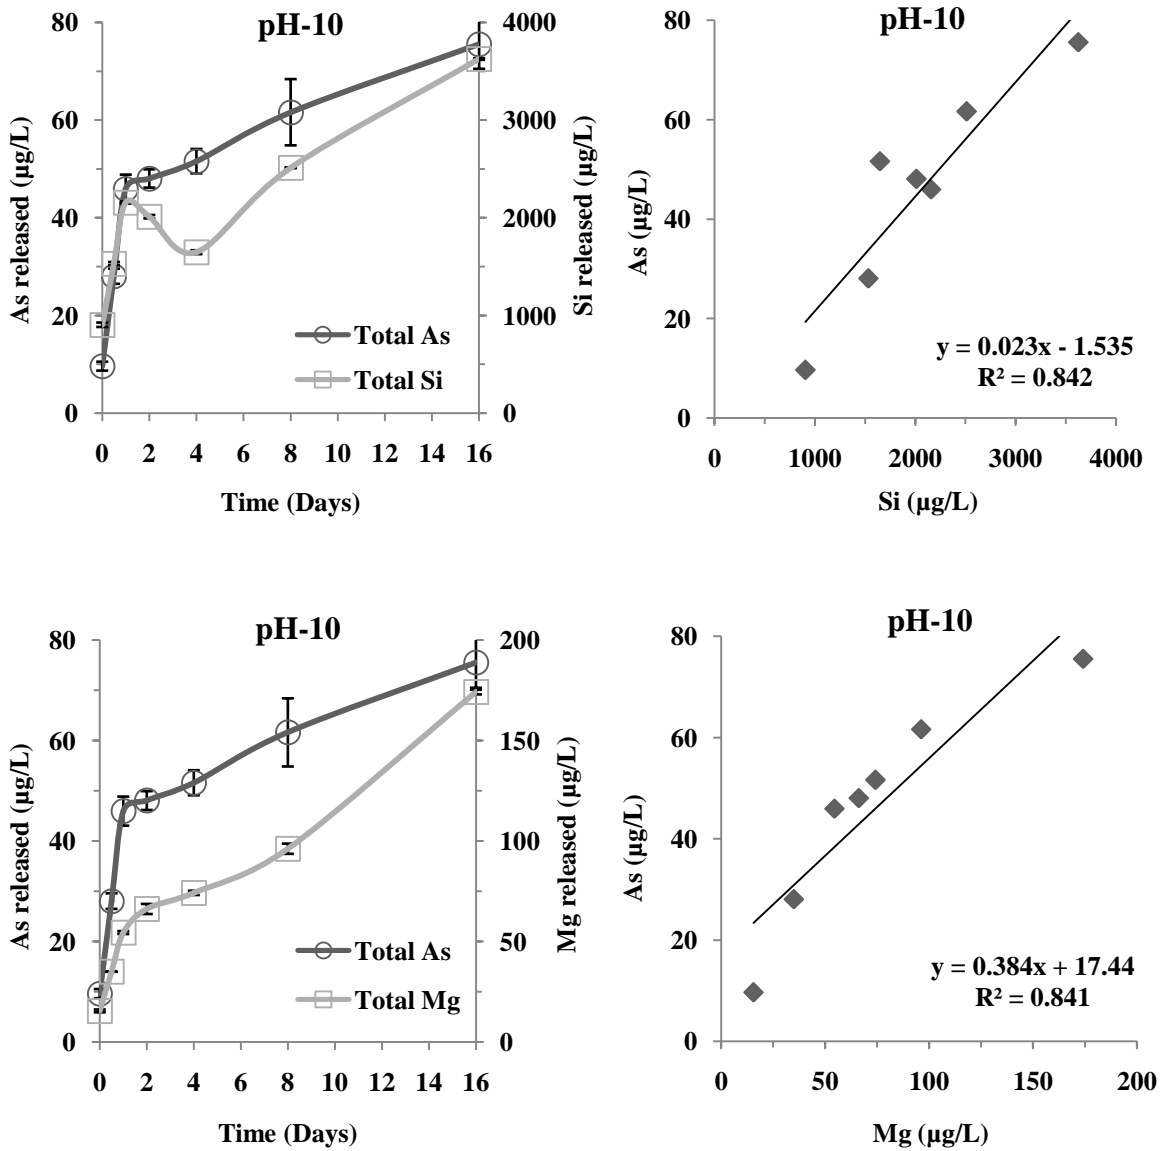 pH-10
As released (µg/L)
80
60
40
20
0
4000
3000
2000
1000
0
Si released (µg/L)
Total As
Total Si
0 2 4 6 8 10 12 14 16
Time (Days)
pH-10
As (µg/L)
80
60
40
20
0
y = 0.023x - 1.535
R² = 0.842
0 1000 2000 3000 4000
Si (µg/L)
pH-10
As released (µg/L)
80
60
40
20
0
200
150
100
50
0
Mg released (µg/L)
Total As
Total Mg
0 2 4 6 8 10 12 14 16
Time (Days)
pH-10
As (µg/L)
80
60
40
20
0
y = 0.384x + 17.44
R² = 0.841
0 50 100 150 200
Mg (µg/L)